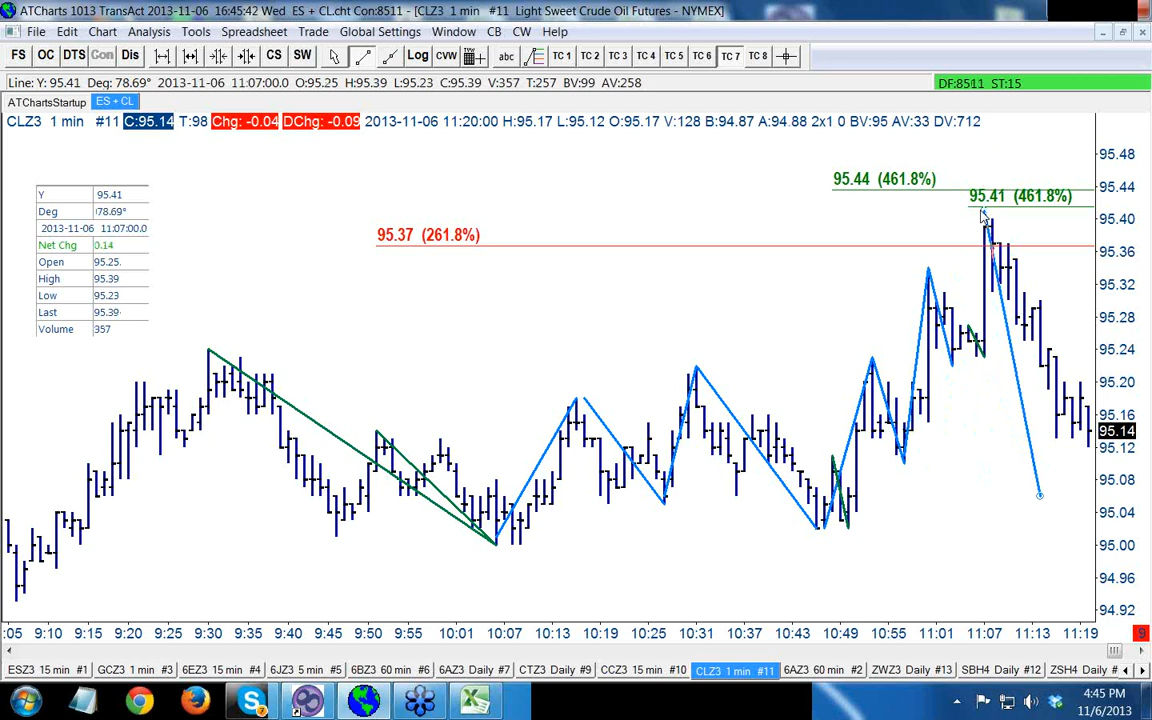 ATCharts 1013 TransAct 2013-11-06 16:45:42 Wed ES + CL.cht Con:8511 - [CLZ3 1 min #11 Light Sweet Crude Oil Futures - NYMEX]
File Edit Chart Analysis Tools Spreadsheet Trade Global Settings Window CB CW Help
FS OC DTS Con Dis CS SW Log CVW abc TC 1 TC 2 TC 3 TC 4 TC 5 TC 6 TC 7 TC 8
Line: Y: 95.41 Deg: 78.69° 2013-11-06 11:07:00.0 O:95.25 H:95.39 L:95.23 C:95.39 V:357 T:257 BV:99 AV:258 DF:8511 ST:15
ATChartsStartup ES + CL
CLZ3 1 min #11 C:95.14 T:98 Chg: -0.04 DChg: -0.09 2013-11-06 11:20:00 O:95.17 H:95.17 L:95.12 O:95.17 V:128 B:94.87 A:94.88 2x1 0 BV:95 AV:33 DV:712
95.48
95.44 (461.8%)
95.44
95.41 (461.8%)
95.40
95.37 (261.8%)
95.36
95.32
95.28
95.24
95.20
95.16
95.14
95.12
95.08
95.04
95.00
94.96
94.92
Y 95.41
Deg 78.69°
2013-11-06 11:07:00.0
Net Chg 0.14
Open 95.25
High 95.39
Low 95.23
Last 95.39
Volume 357
:05 9:10 9:15 9:20 9:25 9:30 9:35 9:40 9:45 9:50 9:55 10:01 10:07 10:13 10:19 10:25 10:31 10:37 10:43 10:49 10:55 11:01 11:07 11:13 11:19 9
ESZ3 15 min #1 GCZ3 1 min #3 6EZ3 15 min #4 6JZ3 5 min #5 6BZ3 60 min #6 6AZ3 Daily #7 CTZ3 Daily #9 CCZ3 15 min #10 CLZ3 1 min #11 6AZ3 60 min #2 ZWZ3 Daily #13 SBH4 Daily #12 ZSH4 Daily #
7
4:45 PM
11/6/2013